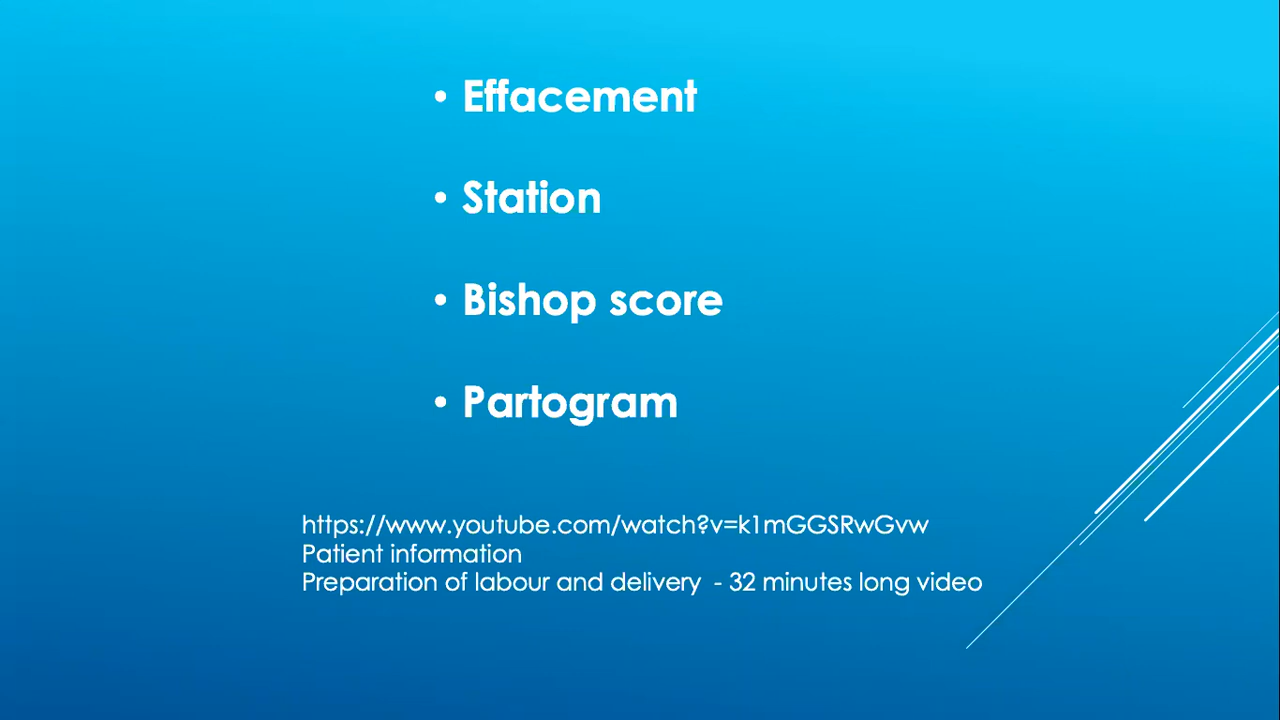 • Effacement
• Station
• Bishop score
• Partogram
https://www.youtube.com/watch?v=k1mGGSRwGvw
Patient information
Preparation of labour and delivery - 32 minutes long video